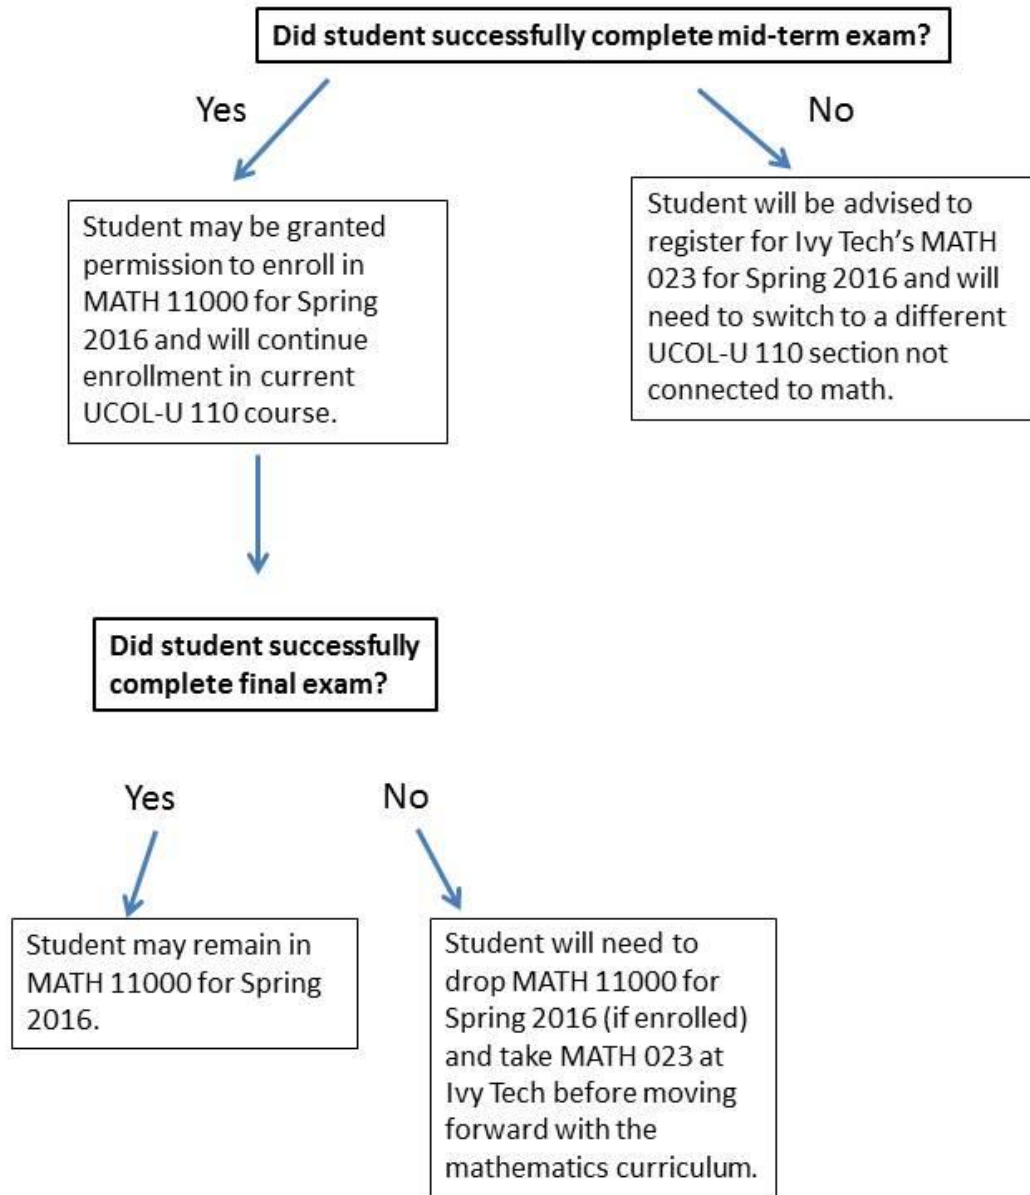 Did student successfully complete mid-term exam?
Yes
No
Student may be granted
permission to enroll in
MATH 11000 for Spring
2016 and will continue
enrollment in current
UCOL-U 110 course.
Student will be advised to
register for Ivy Tech's MATH
023 for Spring 2016 and will
need to switch to a different
UCOL-U 110 section not
connected to math.
Did student successfully
complete final exam?
Yes
No
Student may remain in
MATH 11000 for Spring
2016.
Student will need to
drop MATH 11000 for
Spring 2016 (if enrolled)
and take MATH 023 at
Ivy Tech before moving
forward with the
mathematics curriculum.